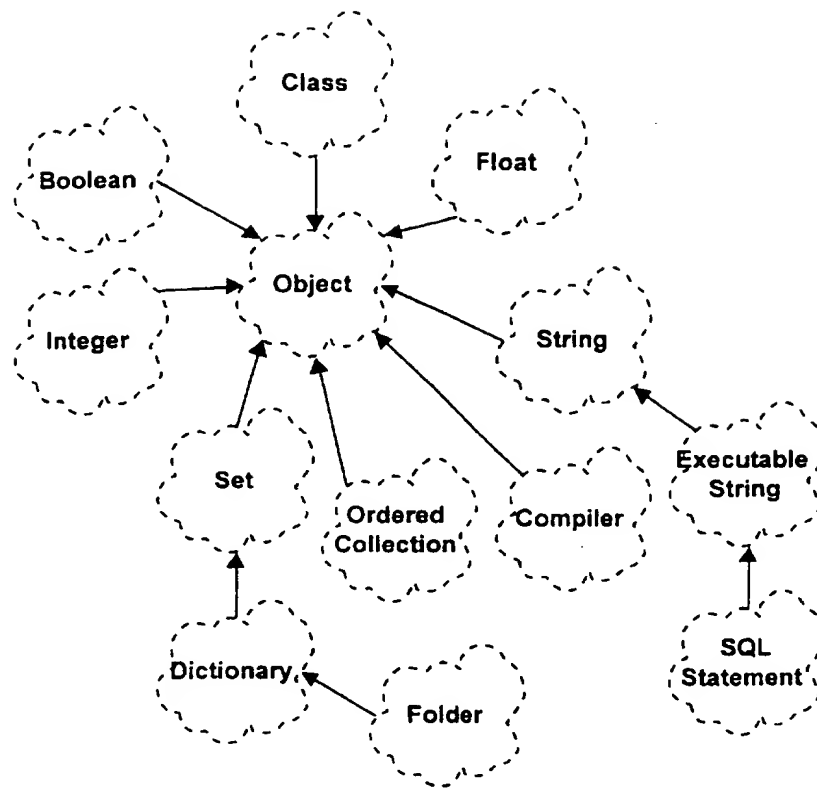 Class
Float
Boolean
Object
Integer
String
Executable
String
Set
Ordered
Collection
Compiler
SQL
Statement
Dictionary
Folder